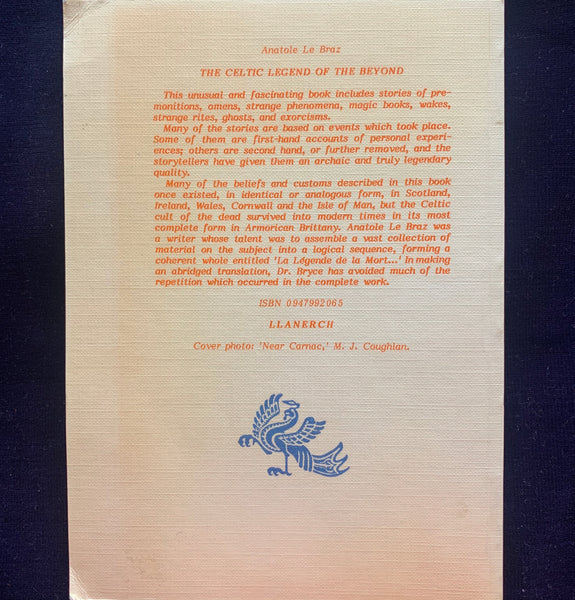 Anatole Le Braz
THE CELTIC LEGEND OF THE BEYOND
This unusual and fascinating book includes stories of pre-
monitions, omens, strange phenomena, magic books, wakes,
strange rites, ghosts, and exorcisms.
Many of the stories are based on events which took place.
Some of them are first-hand accounts of personal experi-
ences; others are second hand, or further removed, and the
storytellers have given them an archaic and truly legendary
quality.
Many of the beliefs and customs described in this book
once existed, in identical or analogous form, in Scotland,
Ireland, Wales, Cornwall and the Isle of Man, but the Celtic
cult of the dead survived into modern times in its most
complete form in Armorican Brittany. Anatole Le Braz was
a writer whose talent was to assemble a vast collection of
material on the subject into a logical sequence, forming a
coherent whole entitled 'La Légende de la Mort...' In making
an abridged translation, Dr. Bryce has avoided much of the
repetition which occurred in the complete work.
ISBN 0947992065
LLANERCH
Cover photo: 'Near Carnac,' M. J. Coughlan.